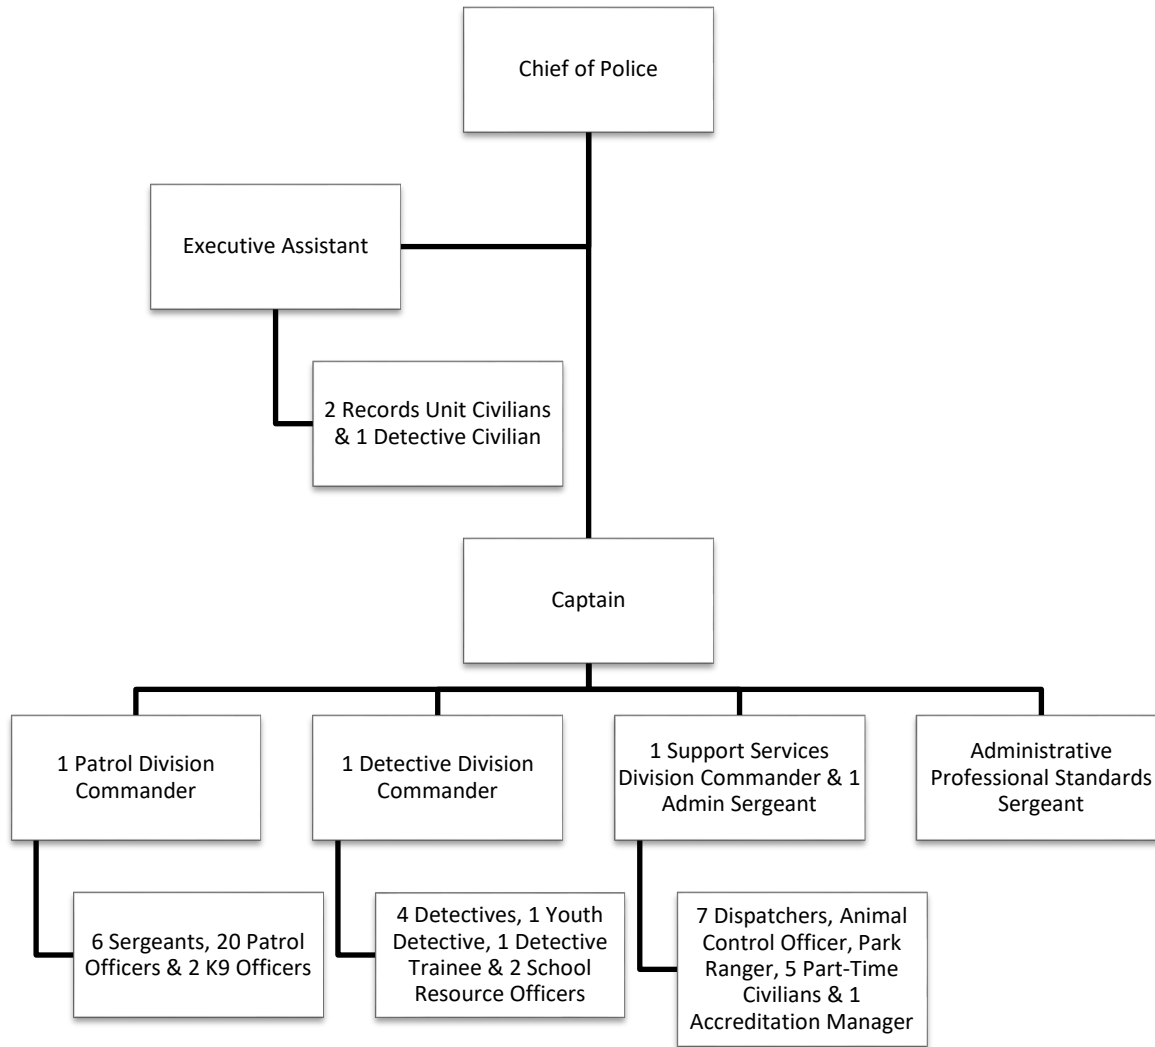 Chief of Police
Executive Assistant
2 Records Unit Civilians
& 1 Detective Civilian
Captain
1 Patrol Division
Commander
1 Detective Division
Commander
1 Support Services
Division Commander & 1
Admin Sergeant
Administrative
Professional Standards
Sergeant
6 Sergeants, 20 Patrol
Officers & 2 K9 Officers
4 Detectives, 1 Youth
Detective, 1 Detective
Trainee & 2 School
Resource Officers
7 Dispatchers, Animal
Control Officer, Park
Ranger, 5 Part-Time
Civilians & 1
Accreditation Manager